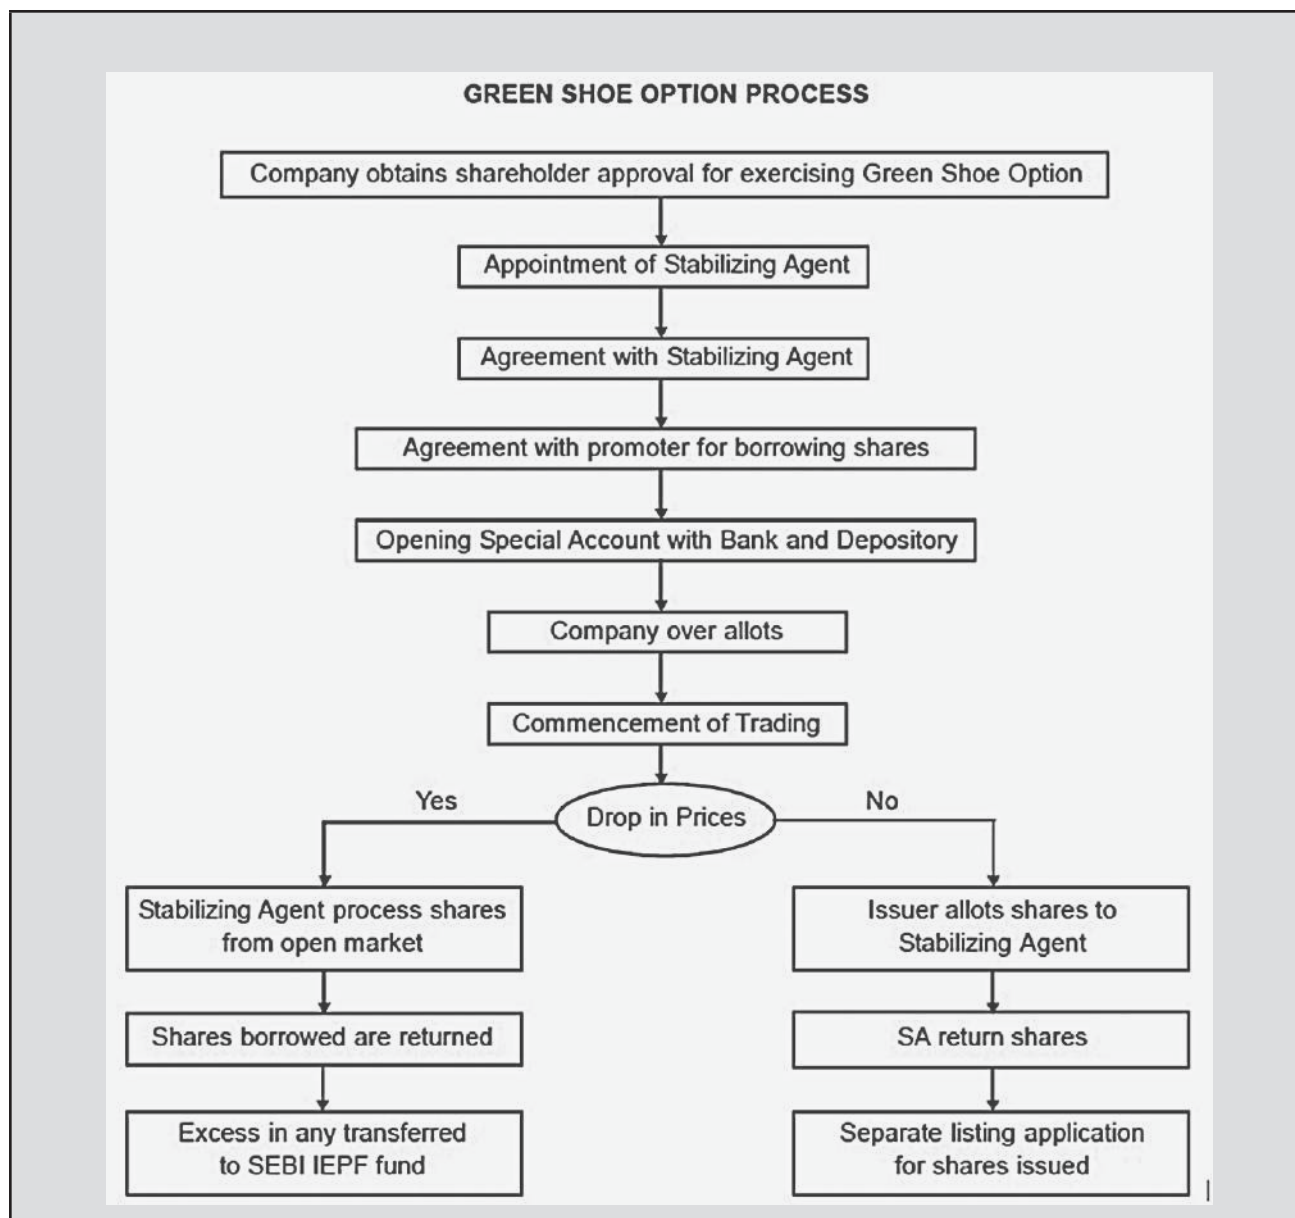 GREEN SHOE OPTION PROCESS
Company obtains shareholder approval for exercising Green Shoe Option
Appointment of Stabilizing Agent
Agreement with Stabilizing Agent
Agreement with promoter for borrowing shares
Opening Special Account with Bank and Depository
Company over allots
Commencement of Trading
Yes
Drop in Prices
No
Stabilizing Agent process shares
from open market
Issuer allots shares to
Stabilizing Agent
Shares borrowed are returned
SA return shares
Excess in any transferred
to SEBI IEPF fund
Separate listing application
for shares issued